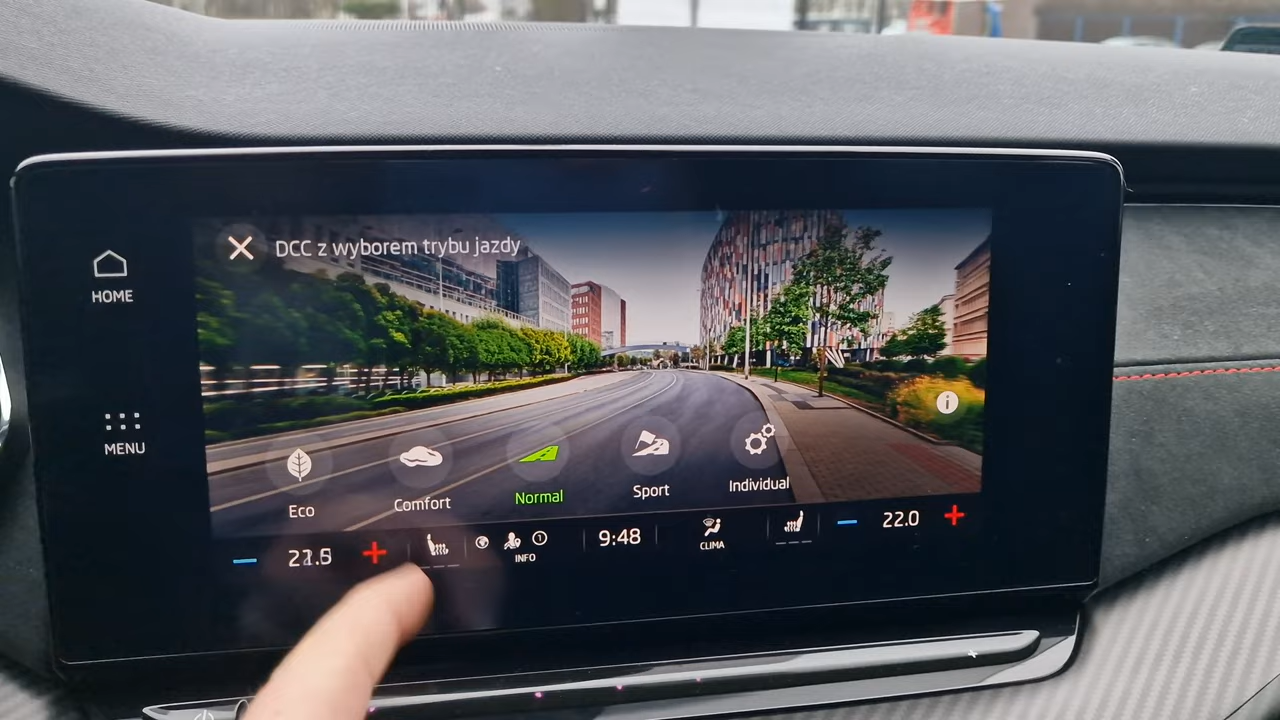 DCC z wyborem trybu jazdy
HOME
MENU
Eco
Comfort
Normal
Sport
Individual
INFO
9:48
CLIMA
22.0